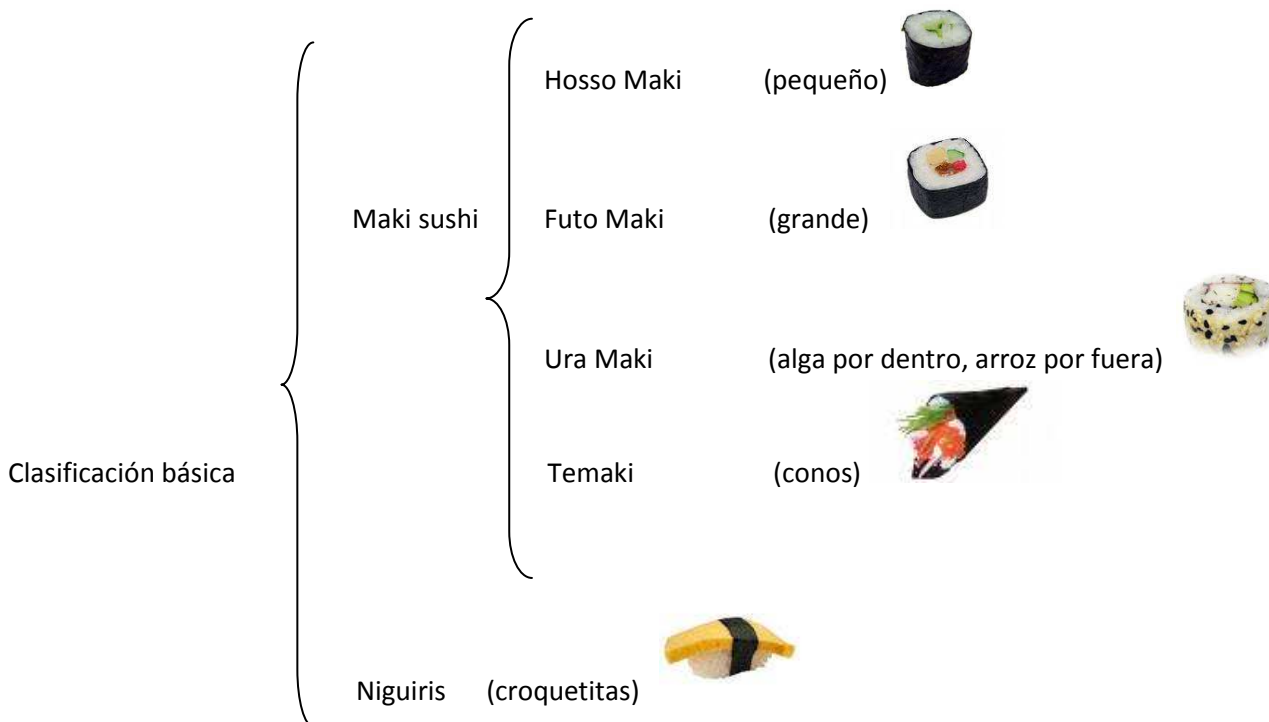 Hosso Maki (pequeño)
Maki sushi Futo Maki (grande)
Ura Maki (alga por dentro, arroz por fuera)
Clasificación básica Temaki (conos)
Niguiris (croquetitas)